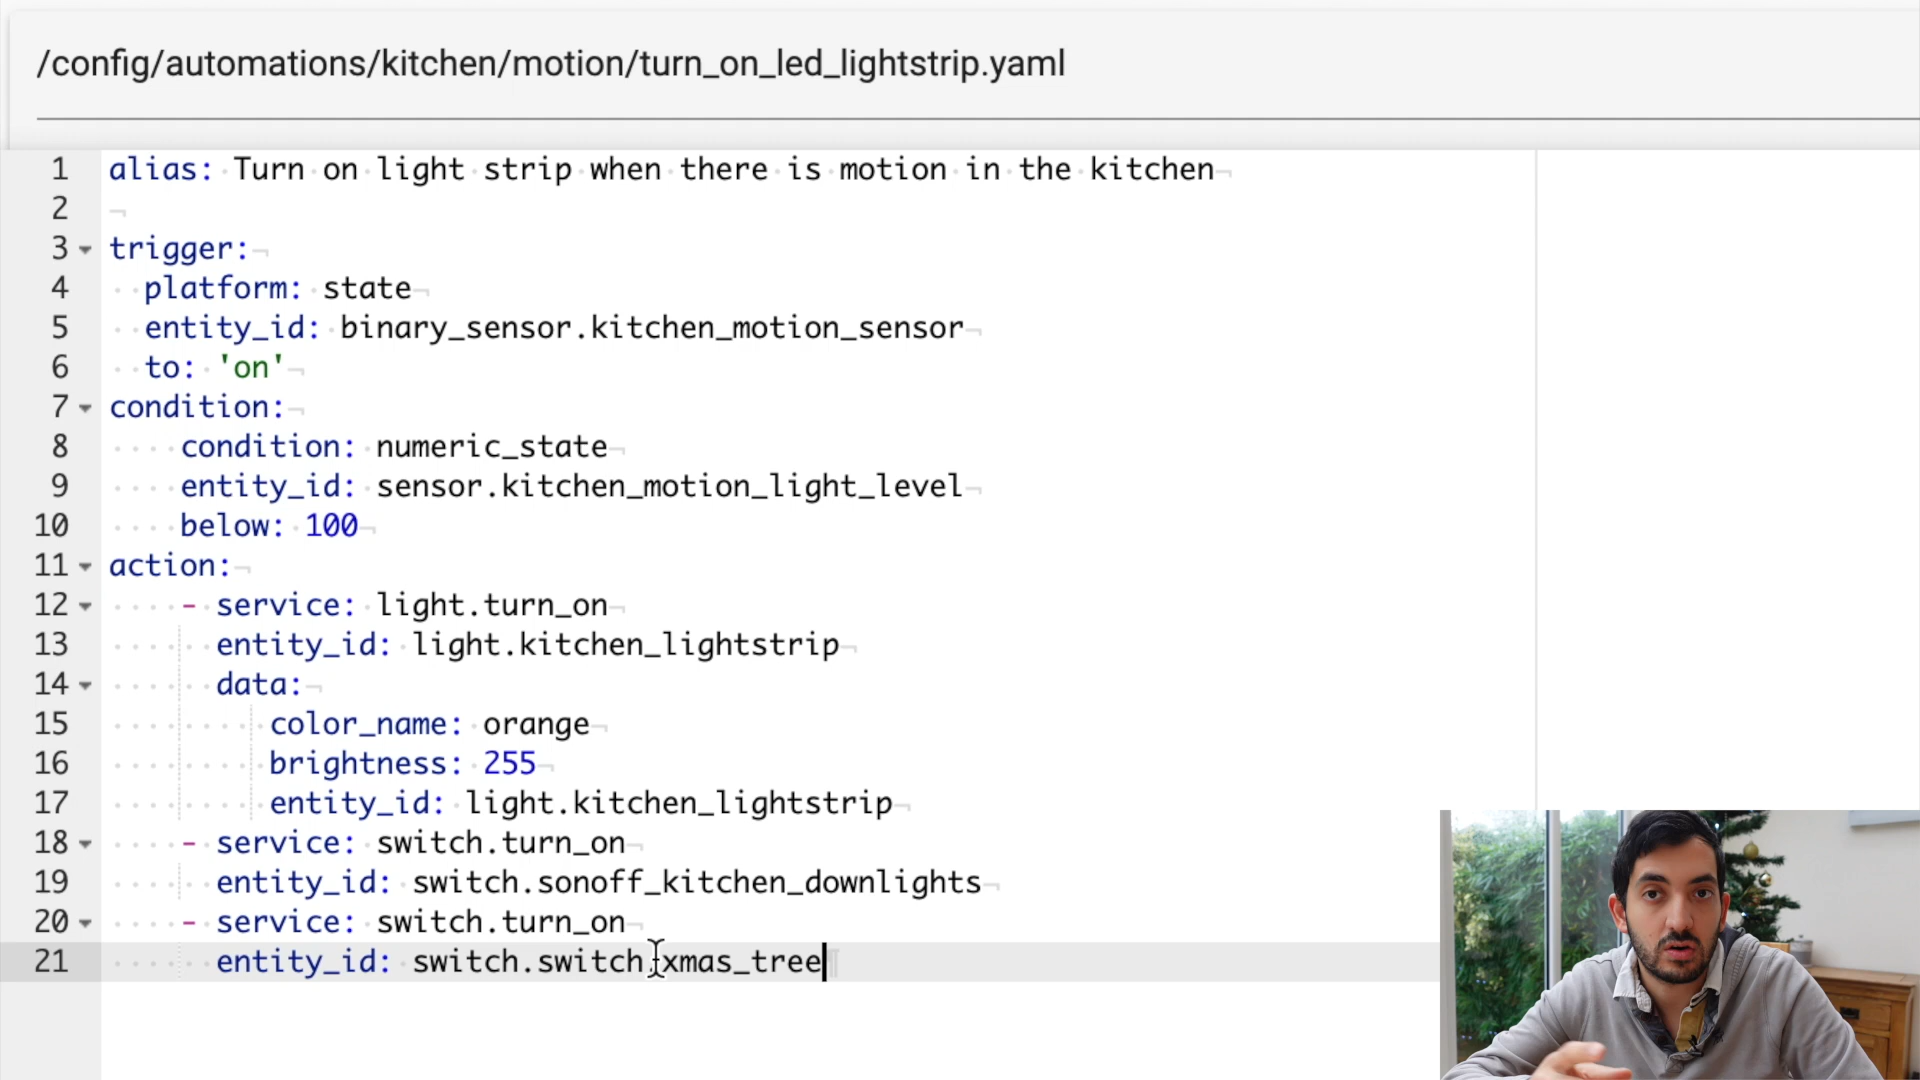 /config/automations/kitchen/motion/turn_on_led_lightstrip.yaml
1 alias: Turn on light strip when there is motion in the kitchen
2
3 trigger:
4 platform: state
5 entity_id: binary_sensor.kitchen_motion_sensor
6 to: 'on'
7 condition:
8 condition: numeric_state
9 entity_id: sensor.kitchen_motion_light_level
10 below: 100
11 action:
12 - service: light.turn_on
13 entity_id: light.kitchen_lightstrip
14 data:
15 color_name: orange
16 brightness: 255
17 entity_id: light.kitchen_lightstrip
18 - service: switch.turn_on
19 entity_id: switch.sonoff_kitchen_downlights
20 - service: switch.turn_on
21 entity_id: switch.switch_xmas_tree